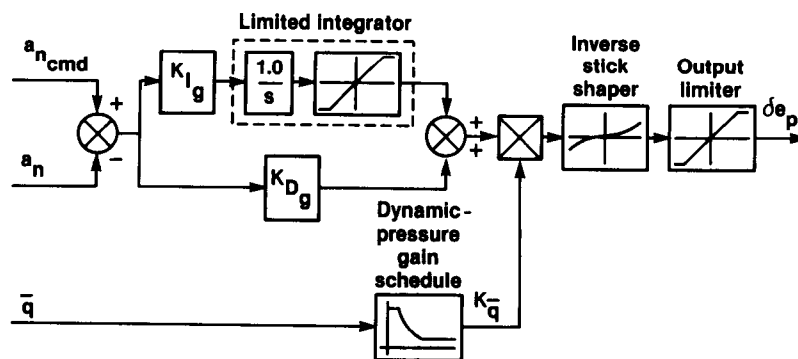 Limited integrator
a_n_cmd
+
−
a_n
K_I_g
1.0
s
K_D_g
+
+
Inverse
stick
shaper
Output
limiter
δe_p
Dynamic-
pressure
gain
schedule
q̅
K_q̅